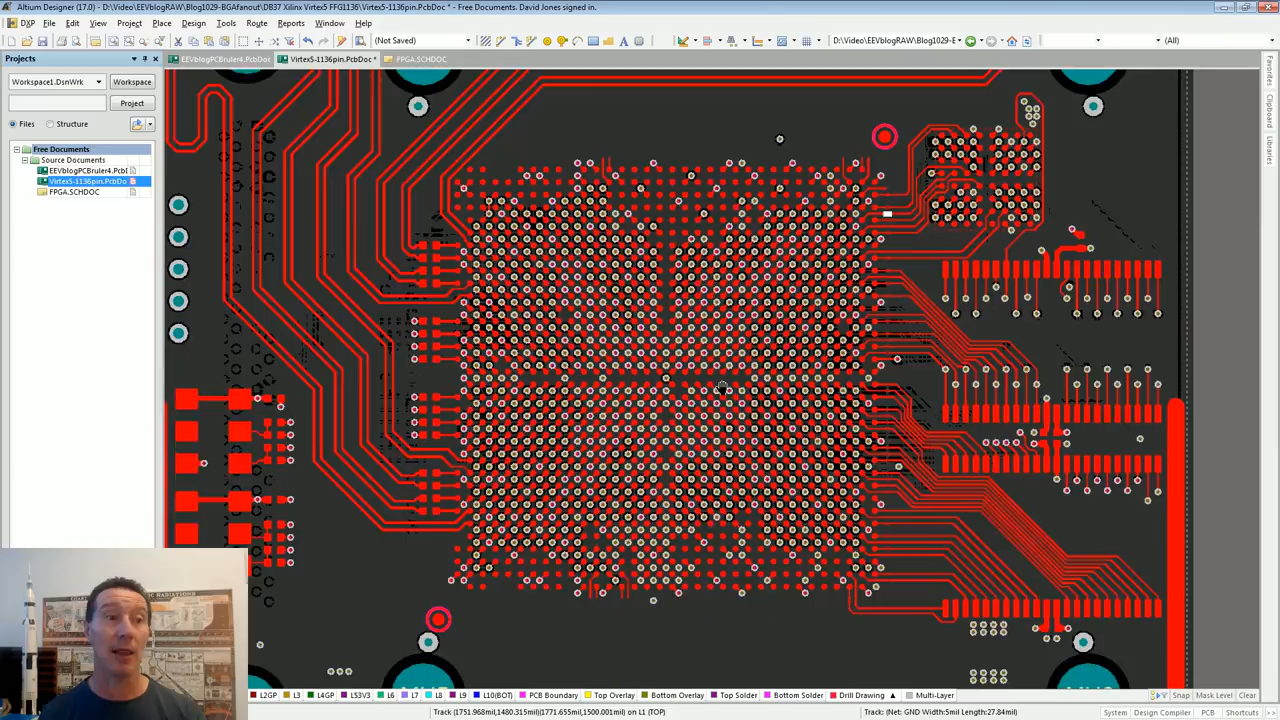 Altium Designer (17.0) - D:\Video\EEVblogRAW\Blog1029-BGAfanout\DB37 Xilinx Virtex5 FFG1136\Virtex5-1136pin.PcbDoc * - Free Documents. David Jones signed in.
DXP File Edit View Project Place Design Tools Route Reports Window Help
(Not Saved) D:\Video\EEVblogRAW\Blog1029-E (All)
Projects
EEVblogPCBruler4.PcbDoc Virtex5-1136pin.PcbDoc * FPGA.SCHDOC
Workspace1.DsnWrk Workspace
Project
Files Structure
Free Documents
Source Documents
EEVblogPCBruler4.Pcbl
Virtex5-1136pin.PcbDo
FPGA.SCHDOC
Favorites
Clipboard
Libraries
L2GP L3 L4GP L5V3 L6 L7 L8 L9 L10(BOT) PCB Boundary Top Overlay Bottom Overlay Top Solder Bottom Solder Drill Drawing Multi-Layer Snap Mask Level Clear
Track (1751.968mil,1480.315mil)(1771.655mil,1500.001mil) on L1 (TOP) Track: (Net: GND Width:5mil Length:27.84mil) System Design Compiler PCB Shortcuts >>